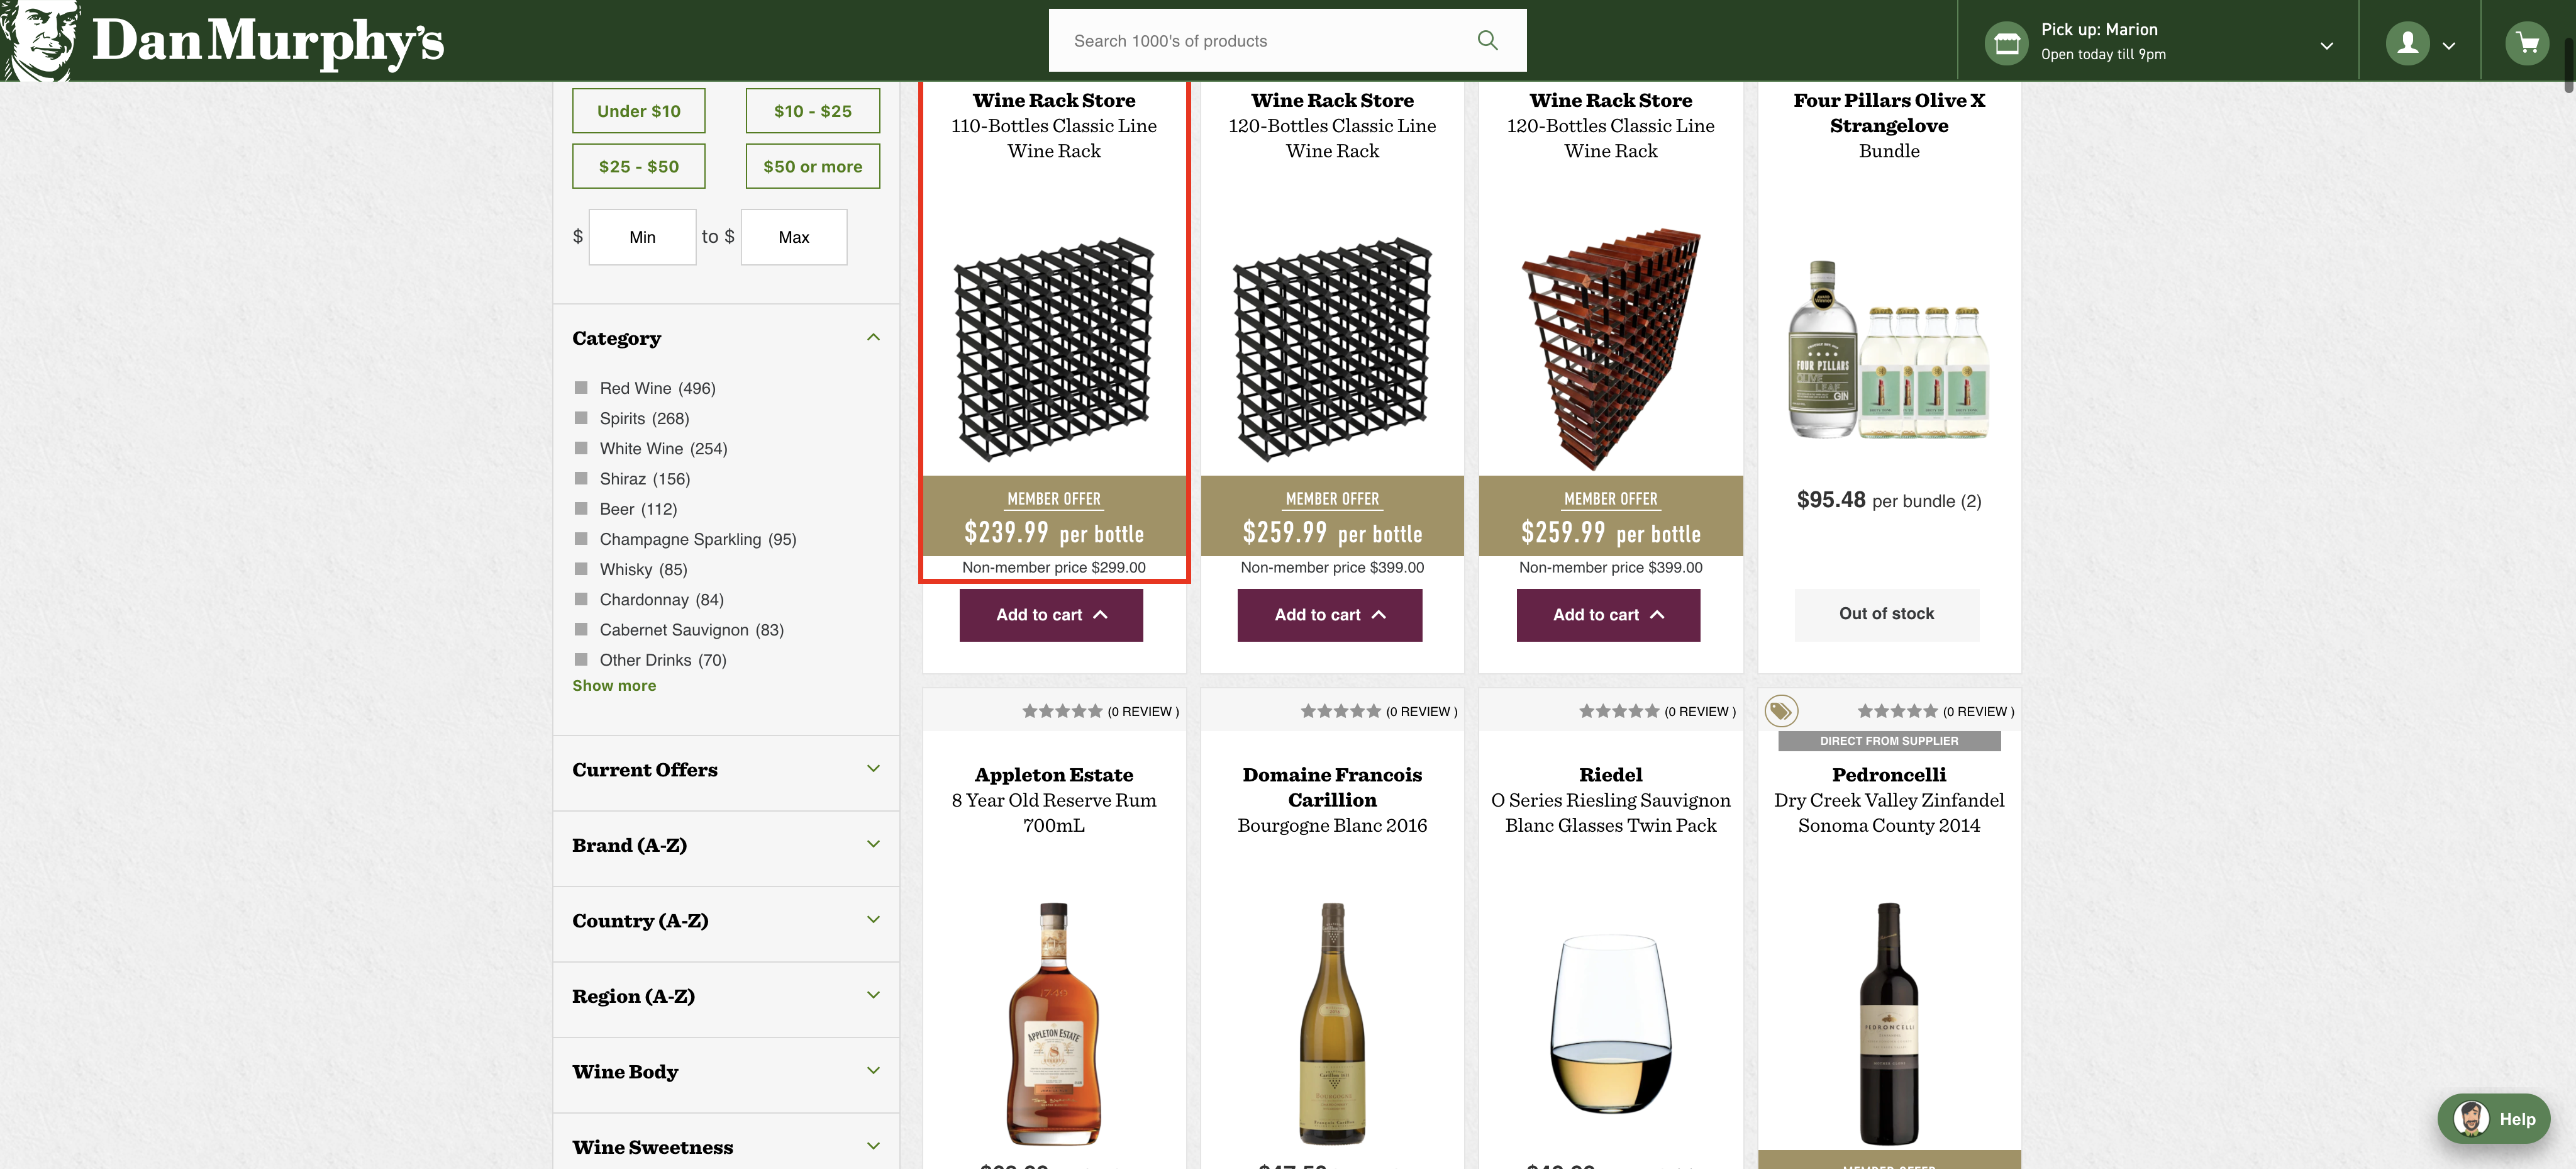 Dan Murphy's
Search 1000's of products
Pick up: Marion
Open today till 9pm
Under $10
$10 - $25
$25 - $50
$50 or more
$ Min to $ Max
Category
Red Wine (496)
Spirits (268)
White Wine (254)
Shiraz (156)
Beer (112)
Champagne Sparkling (95)
Whisky (85)
Chardonnay (84)
Cabernet Sauvignon (83)
Other Drinks (70)
Show more
Current Offers
Brand (A-Z)
Country (A-Z)
Region (A-Z)
Wine Body
Wine Sweetness
Wine Rack Store
110-Bottles Classic Line
Wine Rack
MEMBER OFFER
$239.99 per bottle
Non-member price $299.00
Add to cart
Wine Rack Store
120-Bottles Classic Line
Wine Rack
MEMBER OFFER
$259.99 per bottle
Non-member price $399.00
Add to cart
Wine Rack Store
120-Bottles Classic Line
Wine Rack
MEMBER OFFER
$259.99 per bottle
Non-member price $399.00
Add to cart
Four Pillars Olive X
Strangelove
Bundle
FOUR PILLARS
OLIVE
LEAF
GIN
$95.48 per bundle (2)
Out of stock
(0 REVIEW )
Appleton Estate
8 Year Old Reserve Rum
700mL
APPLETON ESTATE
8
(0 REVIEW )
Domaine Francois
Carillion
Bourgogne Blanc 2016
(0 REVIEW )
Riedel
O Series Riesling Sauvignon
Blanc Glasses Twin Pack
(0 REVIEW )
DIRECT FROM SUPPLIER
Pedroncelli
Dry Creek Valley Zinfandel
Sonoma County 2014
PEDRONCELLI
Help